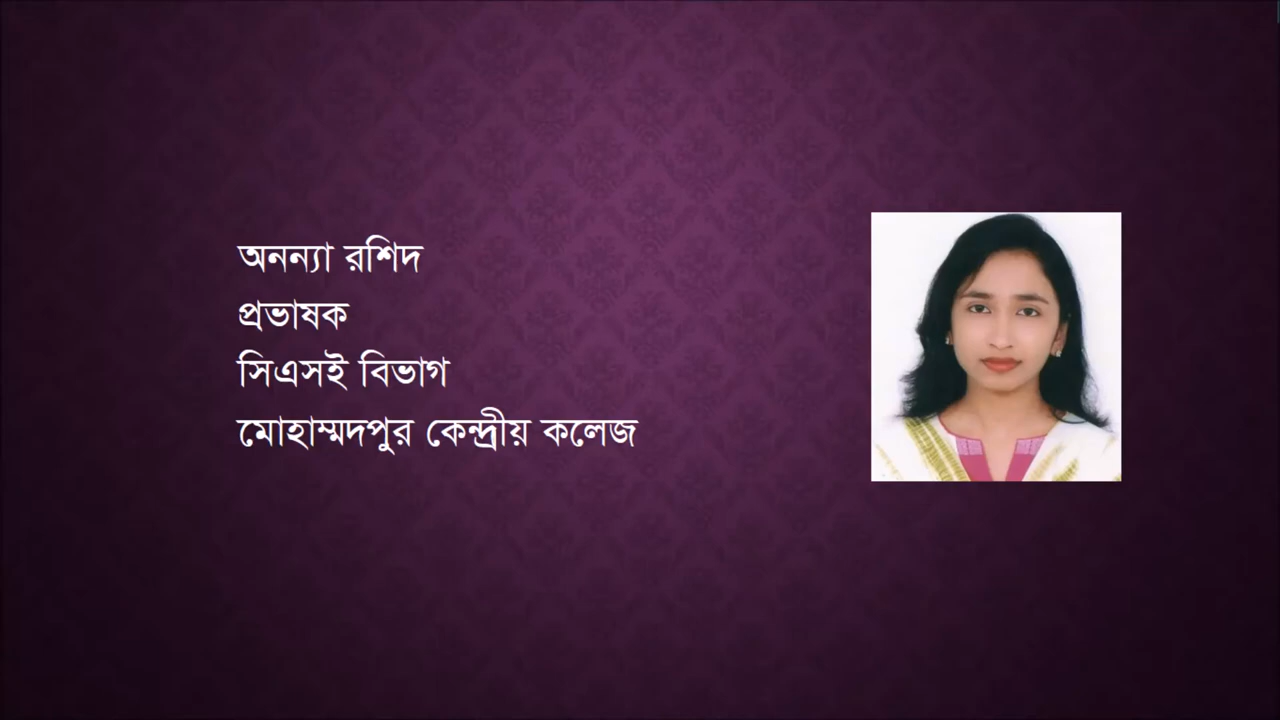 অনন্যা রশিদ
প্রভাষক
সিএসই বিভাগ
মোহাম্মদপুর কেন্দ্রীয় কলেজ